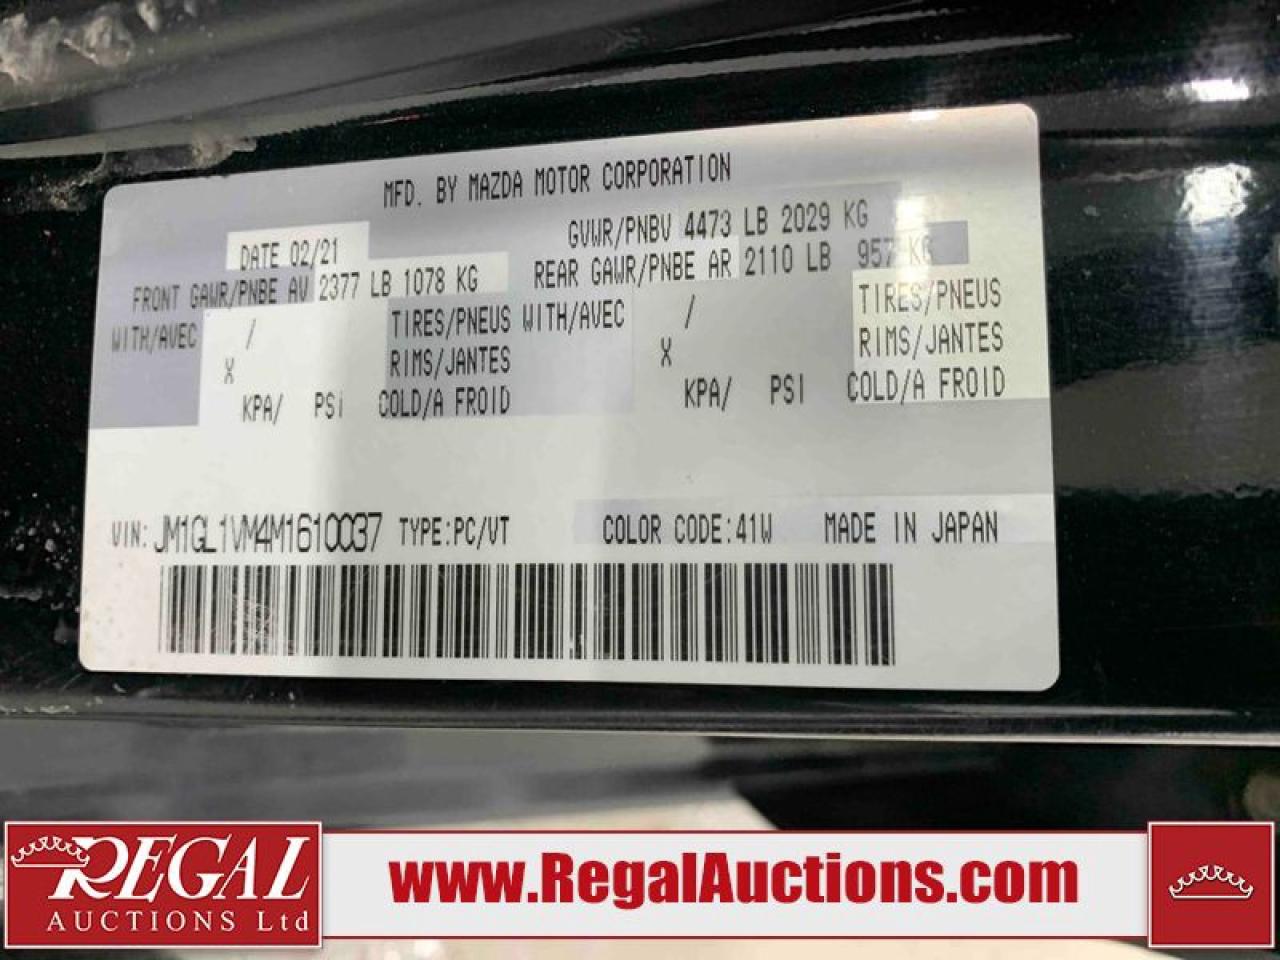 MFD. BY MAZDA MOTOR CORPORATION
DATE 02/21 GVWR/PNBV 4473 LB 2029 KG
FRONT GAWR/PNBE AV 2377 LB 1078 KG REAR GAWR/PNBE AR 2110 LB 957 KG
WITH/AVEC / TIRES/PNEUS WITH/AVEC / TIRES/PNEUS
X RIMS/JANTES X RIMS/JANTES
KPA/ PSI COLD/A FROID KPA/ PSI COLD/A FROID
VIN: JM1GL1VM4M1610037 TYPE:PC/VT COLOR CODE:41W MADE IN JAPAN
REGAL
AUCTIONS Ltd
www.RegalAuctions.com